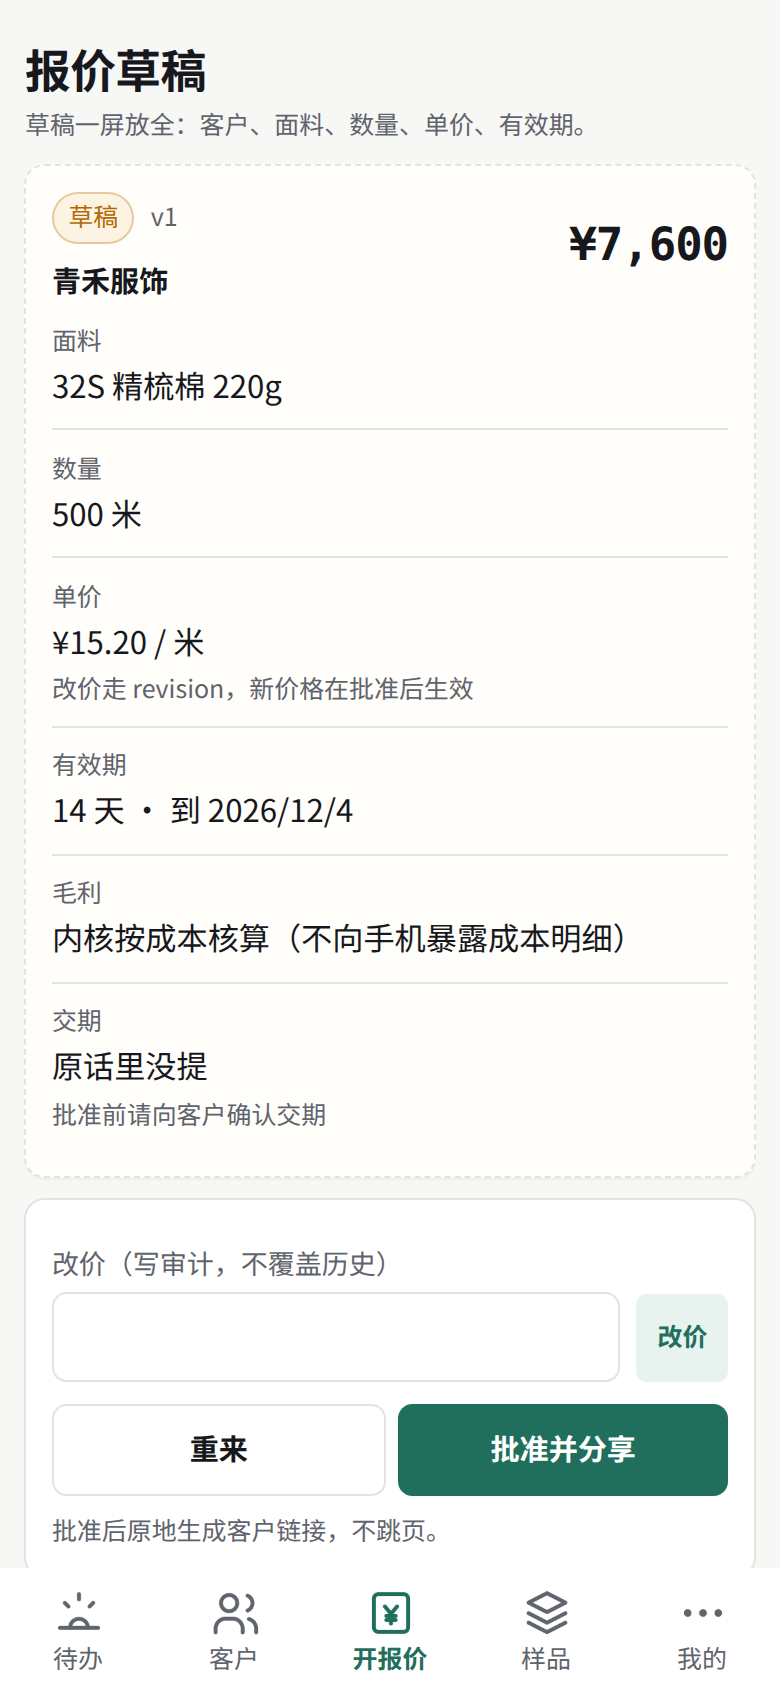 报价草稿
草稿一屏放全：客户、面料、数量、单价、有效期。
草稿 v1
¥7,600
青禾服饰
面料
32S 精梳棉 220g
数量
500 米
单价
¥15.20 / 米
改价走 revision，新价格在批准后生效
有效期
14 天 · 到 2026/12/4
毛利
内核按成本核算（不向手机暴露成本明细）
交期
原话里没提
批准前请向客户确认交期
改价（写审计，不覆盖历史）
改价
重来 批准并分享
批准后原地生成客户链接，不跳页。
待办 客户 开报价 样品 我的